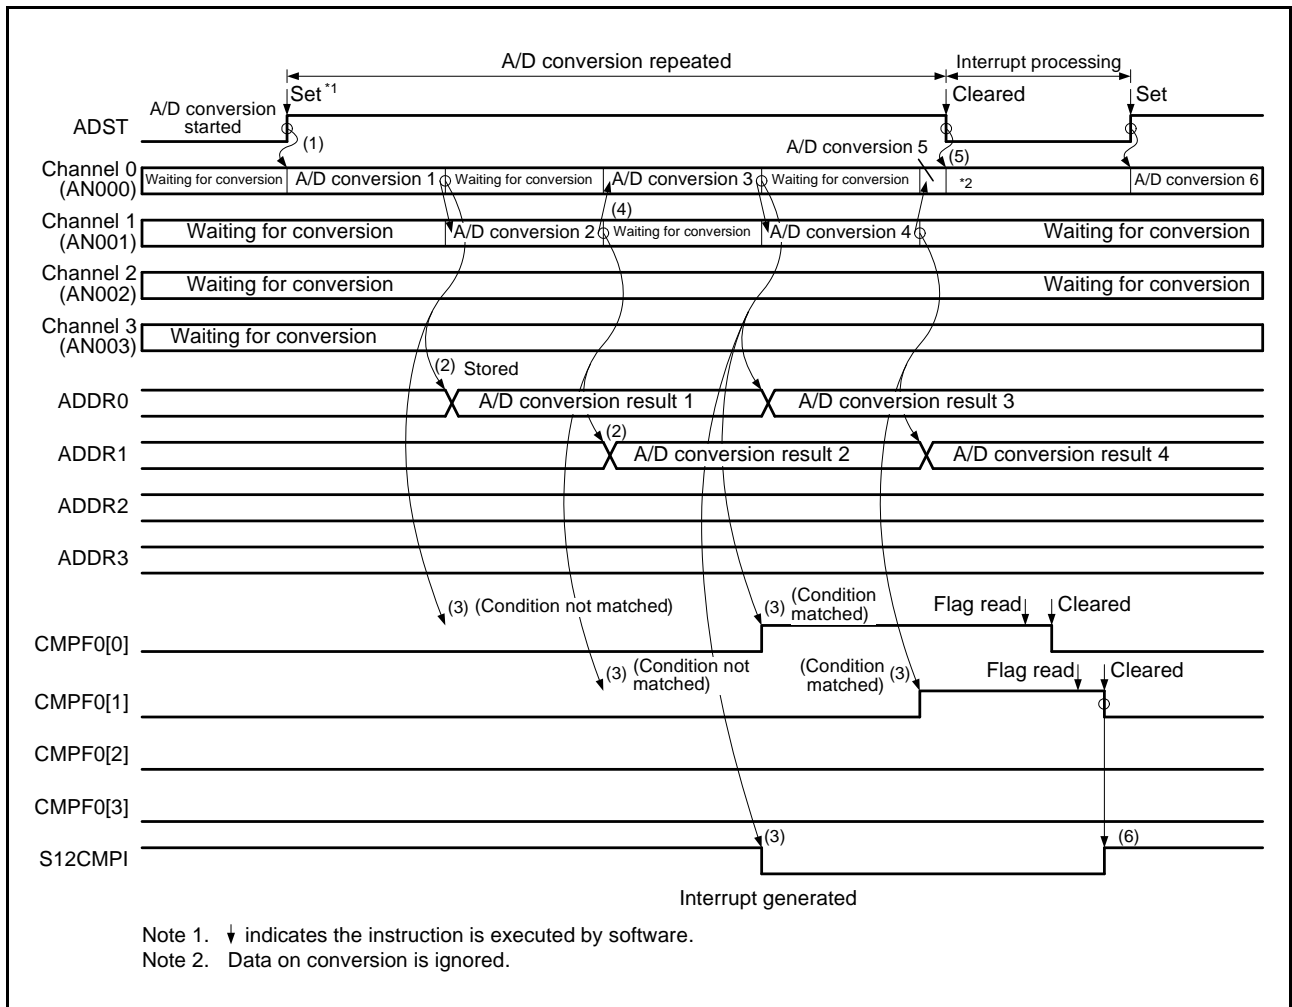 A/D conversion repeated
Interrupt processing
Set *1
Cleared
Set
A/D conversion
started
ADST
(1)
A/D conversion 5
(5)
Channel 0
(AN000)
Waiting for conversion
A/D conversion 1
Waiting for conversion
A/D conversion 3
Waiting for conversion
*2
A/D conversion 6
(4)
Channel 1
(AN001)
Waiting for conversion
A/D conversion 2
Waiting for conversion
A/D conversion 4
Waiting for conversion
Channel 2
(AN002)
Waiting for conversion
Waiting for conversion
Channel 3
(AN003)
Waiting for conversion
(2) Stored
ADDR0
A/D conversion result 1
A/D conversion result 3
(2)
ADDR1
A/D conversion result 2
A/D conversion result 4
ADDR2
ADDR3
(3) (Condition not matched)
(3) (Condition
matched)
Flag read
Cleared
CMPF0[0]
(3) (Condition not
matched)
(Condition
matched) (3)
Flag read
Cleared
CMPF0[1]
CMPF0[2]
CMPF0[3]
(3)
(6)
S12CMPI
Interrupt generated
Note 1. indicates the instruction is executed by software.
Note 2. Data on conversion is ignored.